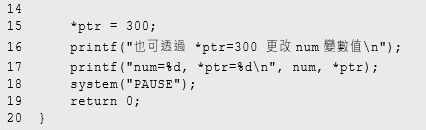 14
15 *ptr = 300;
16 printf("也可透過 *ptr=300 更改 num 變數值\n");
17 printf("num=%d, *ptr=%d\n", num, *ptr);
18 system("PAUSE");
19 return 0;
20 }